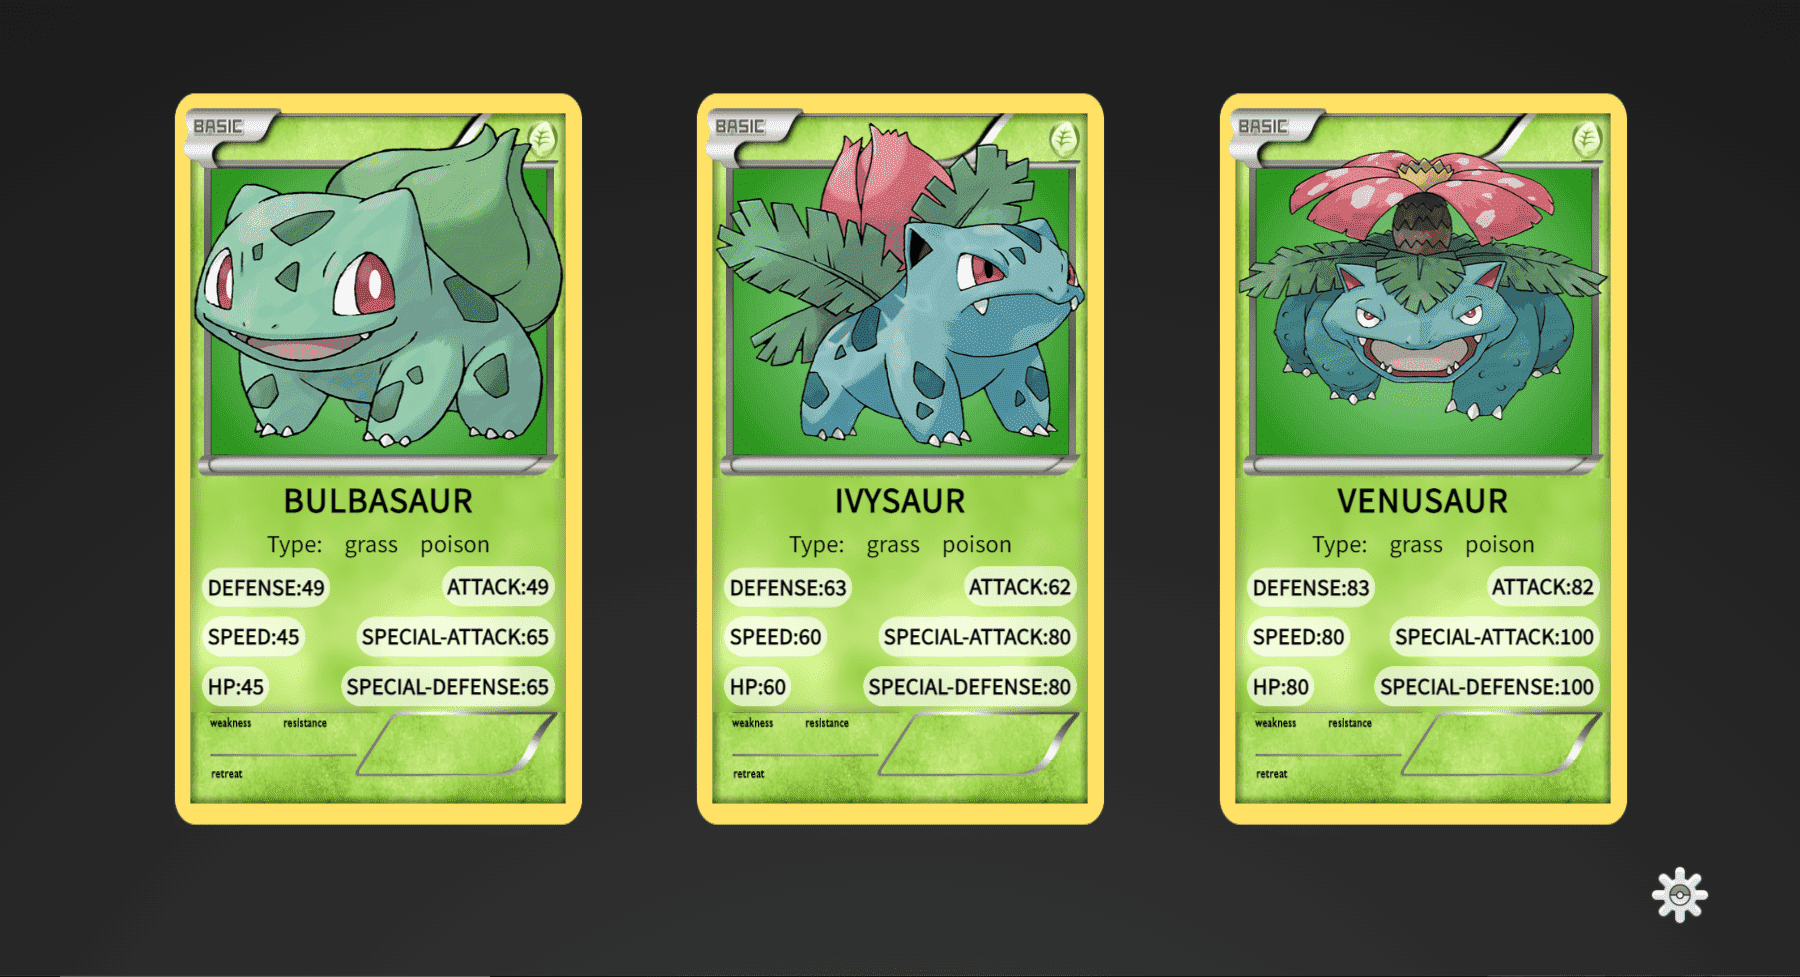 BASIC
BULBASAUR
Type: grass poison
DEFENSE:49 ATTACK:49
SPEED:45 SPECIAL-ATTACK:65
HP:45 SPECIAL-DEFENSE:65
weakness resistance
retreat
BASIC
IVYSAUR
Type: grass poison
DEFENSE:63 ATTACK:62
SPEED:60 SPECIAL-ATTACK:80
HP:60 SPECIAL-DEFENSE:80
weakness resistance
retreat
BASIC
VENUSAUR
Type: grass poison
DEFENSE:83 ATTACK:82
SPEED:80 SPECIAL-ATTACK:100
HP:80 SPECIAL-DEFENSE:100
weakness resistance
retreat